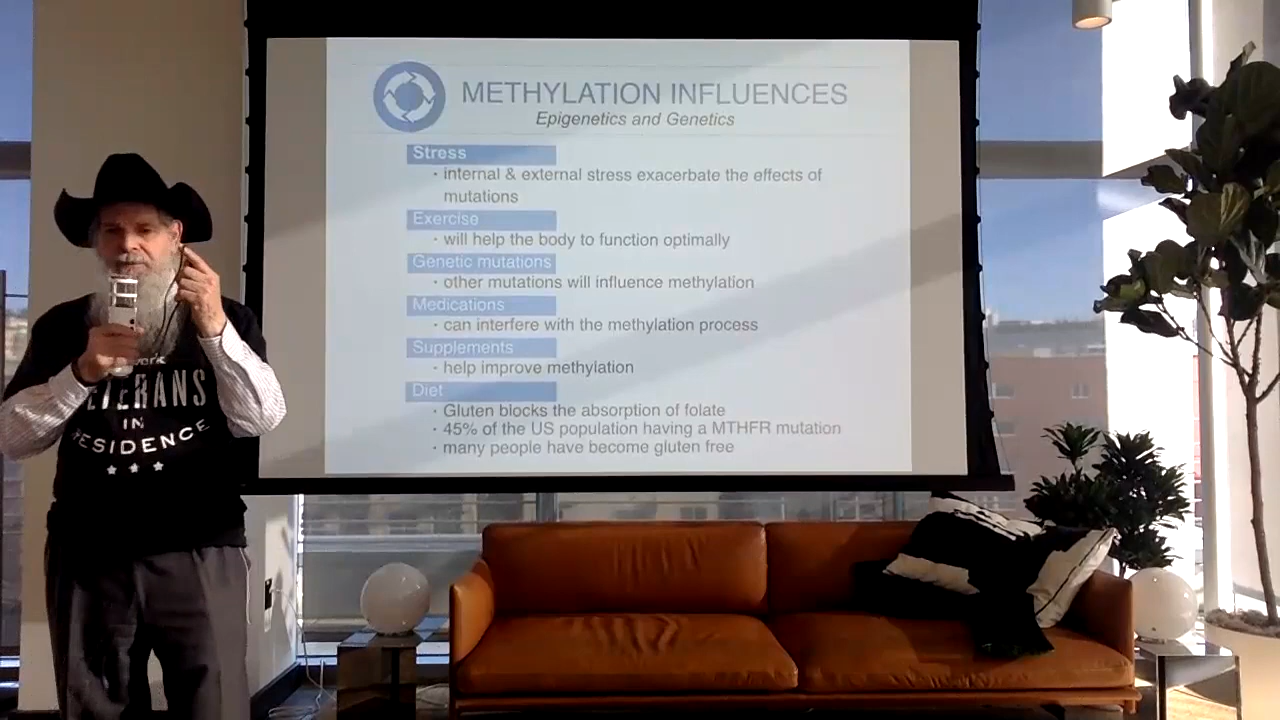 METHYLATION INFLUENCES
Epigenetics and Genetics
Stress
· internal & external stress exacerbate the effects of
mutations
Exercise
· will help the body to function optimally
Genetic mutations
· other mutations will influence methylation
Medications
· can interfere with the methylation process
Supplements
· help improve methylation
Diet
· Gluten blocks the absorption of folate
· 45% of the US population having a MTHFR mutation
· many people have become gluten free
VETERANS
IN
RESIDENCE